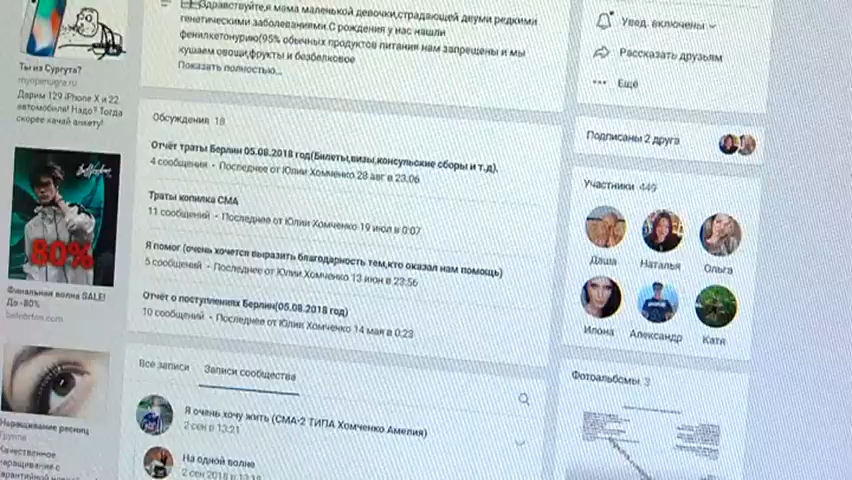 Здравствуйте,я мама маленькой девочки,страдающей двумя редкими
генетическими заболеваниями.С рождения у нас нашли
фенилкетонурию(95% обычных продуктов питания нам запрещены и мы
кушаем овощи,фрукты и безбелковое
Показать полностью…
Увед. включены
Рассказать друзьям
Ещё
Ты из Сургута?
myopenugra.ru
Дарим 129 iPhone X и 22
автомобиля! Надо? Тогда
скорее качай анкету!
Обсуждения 18
Отчёт траты Берлин 05.08.2018 год(Билеты,визы,консульские сборы и т.д).
4 сообщения • Последнее от Юлии Хомченко 28 авг в 23:06
Траты копилка СМА
11 сообщений • Последнее от Юлии Хомченко 19 июл в 0:07
Я помог (очень хочется выразить благодарность тем,кто оказал нам помощь)
5 сообщений • Последнее от Юлии Хомченко 13 июн в 23:56
Отчёт о поступлениях Берлин(05.08.2018 год)
10 сообщений • Последнее от Юлии Хомченко 14 мая в 0:23
Подписаны 2 друга
Участники 449
Даша Наталья Ольга
Илона Александр Катя
Фотоальбомы 3
80%
Финальная волна SALE!
До -80%
Наращивание ресниц
Группа
Качественное
наращивание с
Все записи Записи сообщества
Я очень хочу жить (СМА-2 ТИПА Хомченко Амелия)
2 сен в 13:21
На одной волне
2 сен 2018 в 13:18